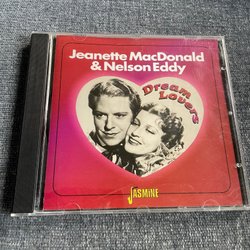 Jeanette MacDonald
& Nelson Eddy
Dream Lovers
JASMINE